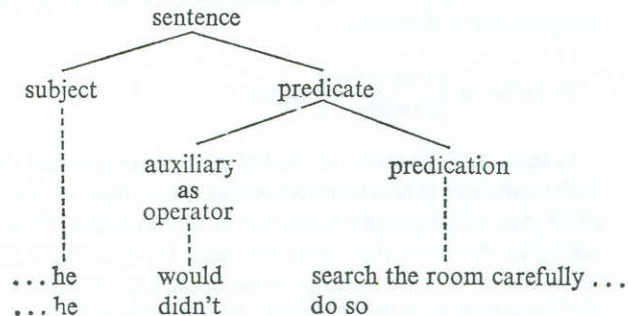 sentence
subject predicate
auxiliary predication
as
operator
...he would search the room carefully...
...he didn't do so